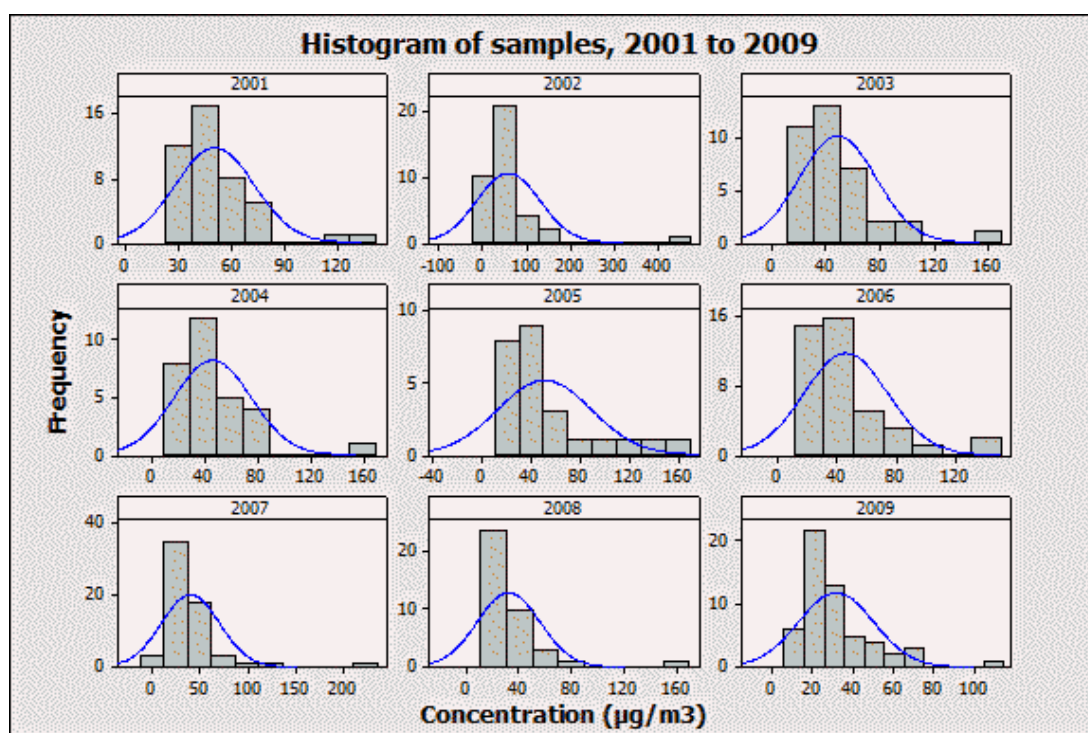 Histogram of samples, 2001 to 2009
2001 2002 2003
16 8 0
0 30 60 90 120
20 10 0
-100 0 100 200 300 400
10 5 0
0 40 80 120 160
2004 2005 2006
10 5 0
0 40 80 120 160
10 5 0
-40 0 40 80 120 160
16 8 0
0 40 80 120
2007 2008 2009
40 20 0
0 50 100 150 200
20 10 0
0 40 80 120 160
20 10 0
0 20 40 60 80 100
Frequency
Concentration (µg/m3)